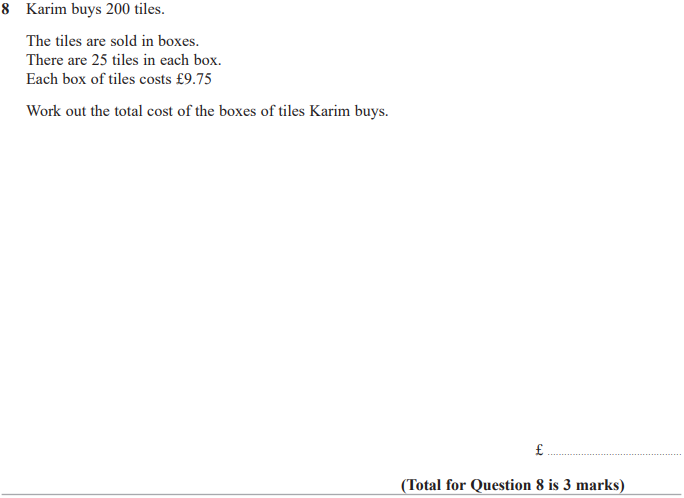 8 Karim buys 200 tiles.
The tiles are sold in boxes.
There are 25 tiles in each box.
Each box of tiles costs £9.75
Work out the total cost of the boxes of tiles Karim buys.
£ ........................................................
(Total for Question 8 is 3 marks)